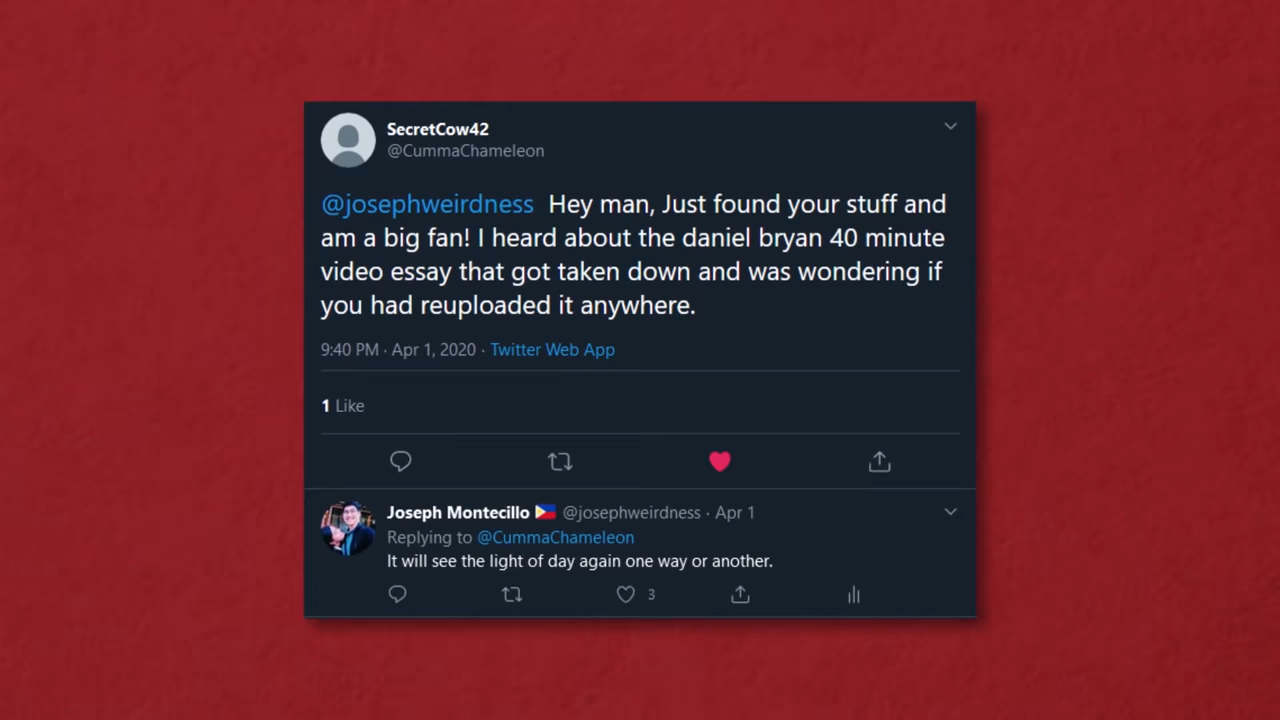 SecretCow42
@CummaChameleon
@josephweirdness Hey man, Just found your stuff and
am a big fan! I heard about the daniel bryan 40 minute
video essay that got taken down and was wondering if
you had reuploaded it anywhere.
9:40 PM · Apr 1, 2020 · Twitter Web App
1 Like
Joseph Montecillo 🇵🇭 @josephweirdness · Apr 1
Replying to @CummaChameleon
It will see the light of day again one way or another.
3